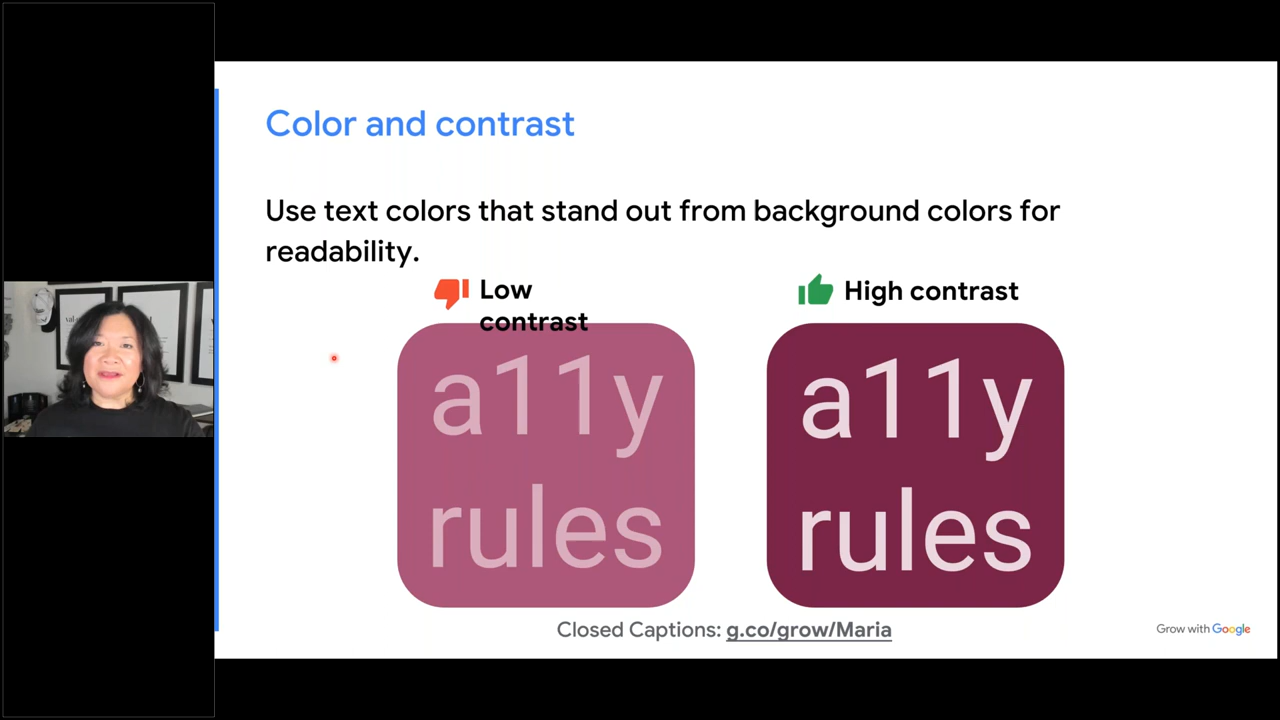 Color and contrast
Use text colors that stand out from background colors for
readability.
Low
contrast
High contrast
a11y
rules
a11y
rules
Closed Captions: g.co/grow/Maria
Grow with Google